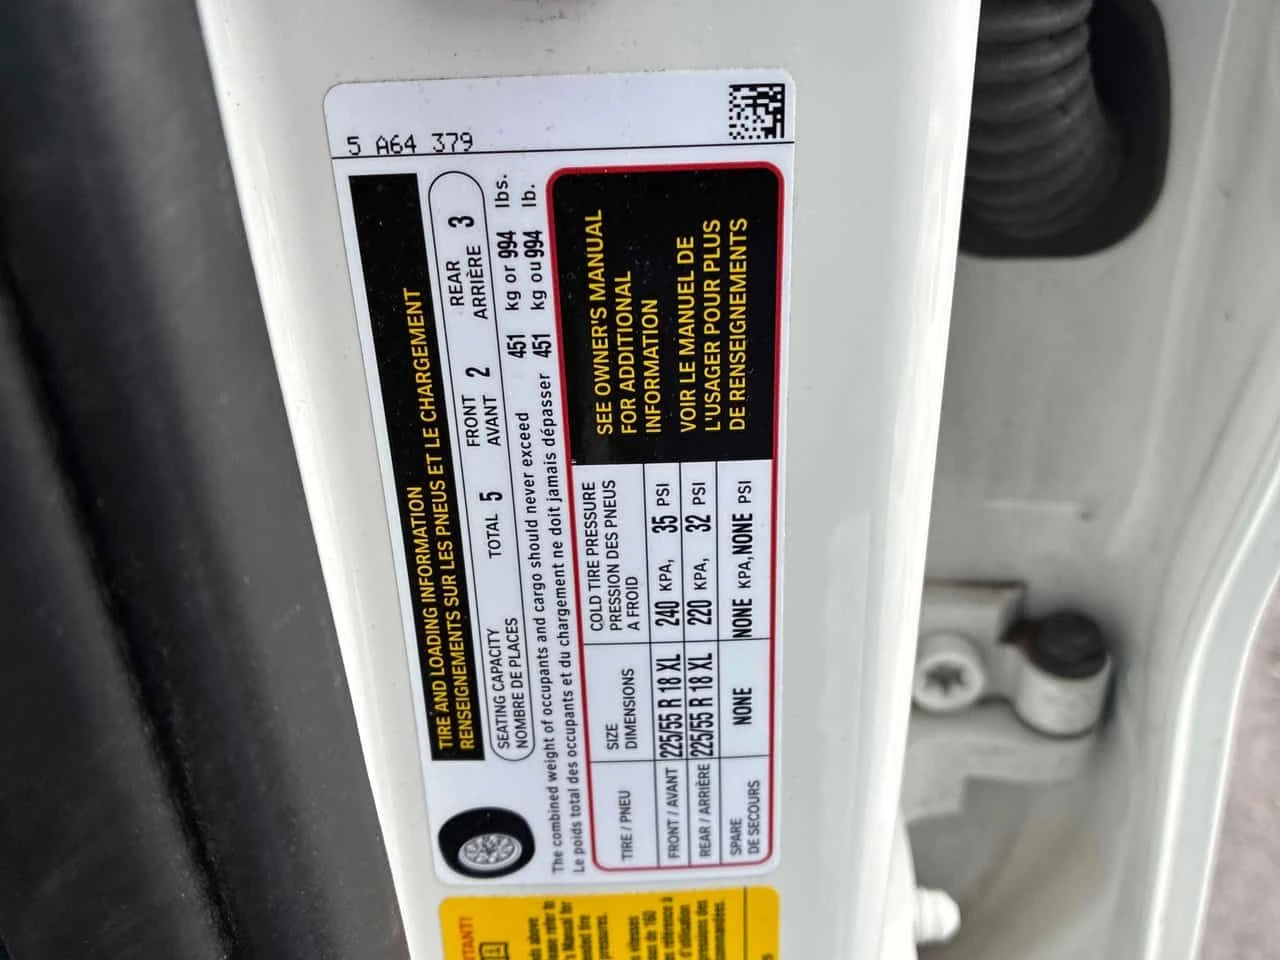 5 A64 379
TIRE AND LOADING INFORMATION
RENSEIGNEMENTS SUR LES PNEUS ET LE CHARGEMENT
SEATING CAPACITY
NOMBRE DE PLACES
TOTAL 5
FRONT
AVANT 2
REAR
ARRIÈRE 3
The combined weight of occupants and cargo should never exceed 451 kg or 994 lbs.
Le poids total des occupants et du chargement ne doit jamais dépasser 451 kg ou 994 lb.
TIRE / PNEU
SIZE
DIMENSIONS
COLD TIRE PRESSURE
PRESSION DES PNEUS
A FROID
FRONT / AVANT 225/55 R 18 XL 240 KPA, 35 PSI
REAR / ARRIÈRE 225/55 R 18 XL 220 KPA, 32 PSI
SPARE
DE SECOURS NONE NONE KPA, NONE PSI
SEE OWNER'S MANUAL
FOR ADDITIONAL
INFORMATION
VOIR LE MANUEL DE
L'USAGER POUR PLUS
DE RENSEIGNEMENTS